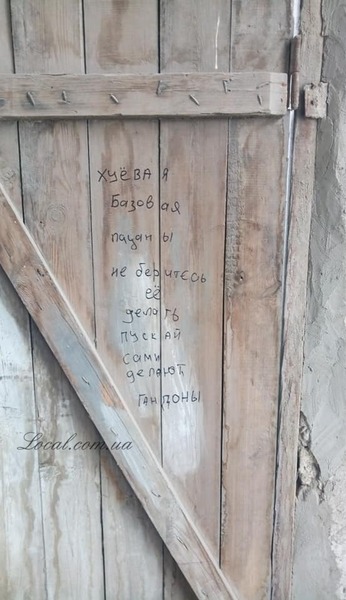 ХУЁВАЯ
Базовая
пацаны
не беритесь
её
делать
ПУСКАЙ
сами
делают
ГАНДОНЫ
Local.com.ua